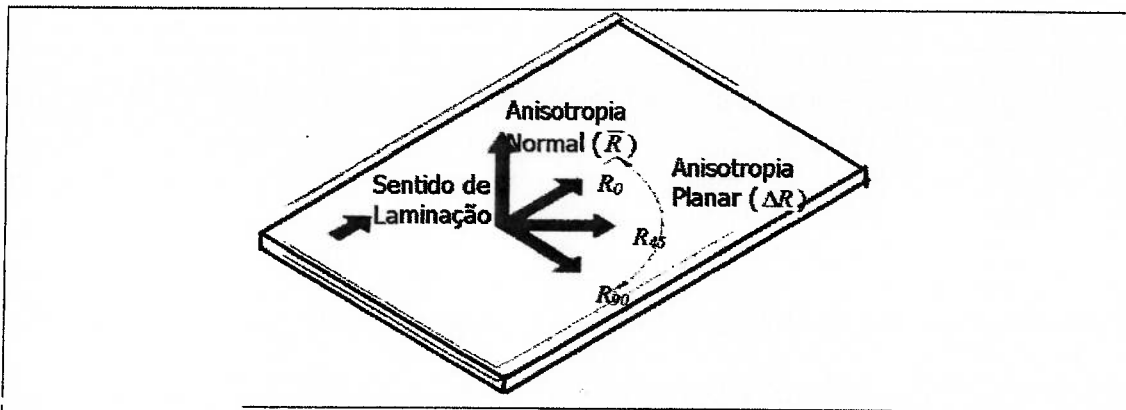 Anisotropia
Normal (R̅)
Sentido de
Laminação
R0
Anisotropia
Planar (ΔR)
R45
R90